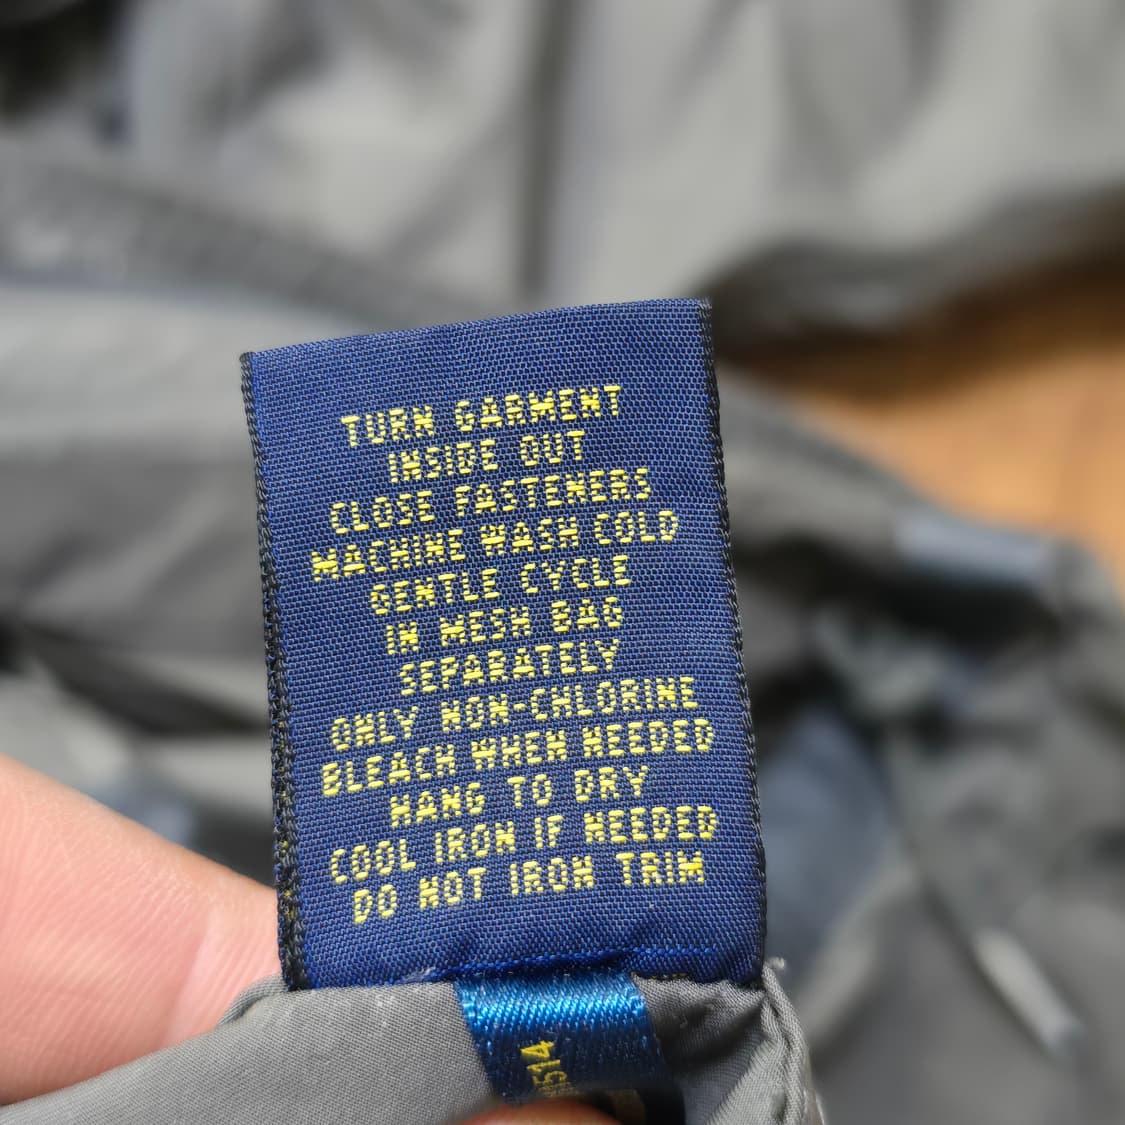 TURN GARMENT
INSIDE OUT
CLOSE FASTENERS
MACHINE WASH COLD
GENTLE CYCLE
IN MESH BAG
SEPARATELY
ONLY NON-CHLORINE
BLEACH WHEN NEEDED
HANG TO DRY
COOL IRON IF NEEDED
DO NOT IRON TRIM